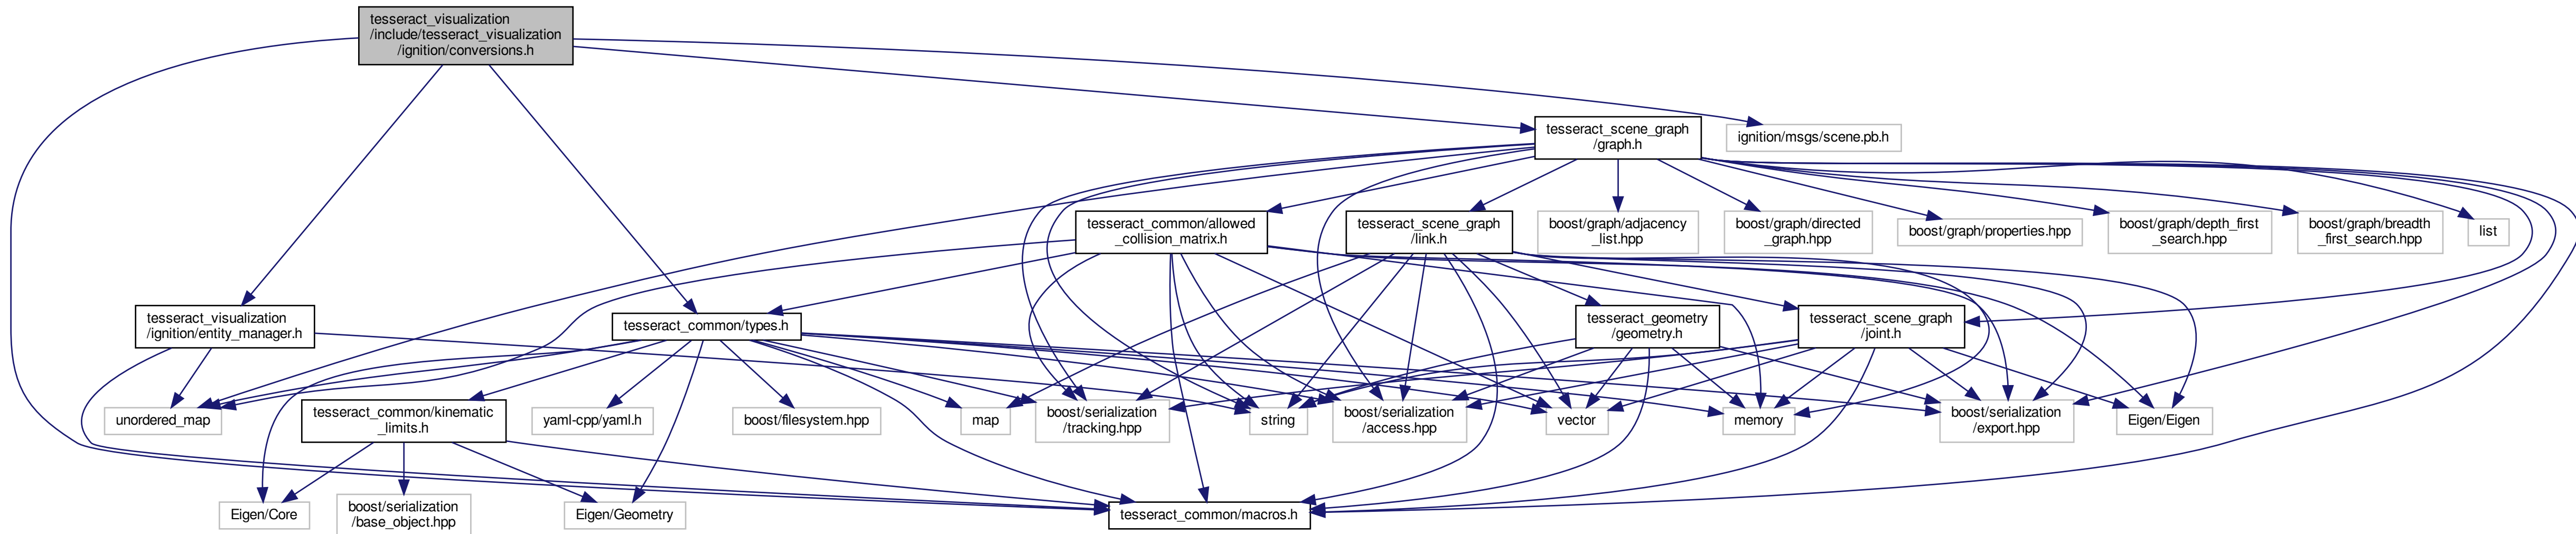 tesseract_visualization
/include/tesseract_visualization
/ignition/conversions.h
tesseract_scene_graph
/graph.h
ignition/msgs/scene.pb.h
tesseract_common/allowed
_collision_matrix.h
tesseract_scene_graph
/link.h
boost/graph/adjacency
_list.hpp
boost/graph/directed
_graph.hpp
boost/graph/properties.hpp
boost/graph/depth_first
_search.hpp
boost/graph/breadth
_first_search.hpp
list
tesseract_visualization
/ignition/entity_manager.h
tesseract_common/types.h
tesseract_geometry
/geometry.h
tesseract_scene_graph
/joint.h
unordered_map
tesseract_common/kinematic
_limits.h
yaml-cpp/yaml.h
boost/filesystem.hpp
map
boost/serialization
/tracking.hpp
string
boost/serialization
/access.hpp
vector
memory
boost/serialization
/export.hpp
Eigen/Eigen
Eigen/Core
boost/serialization
/base_object.hpp
Eigen/Geometry
tesseract_common/macros.h